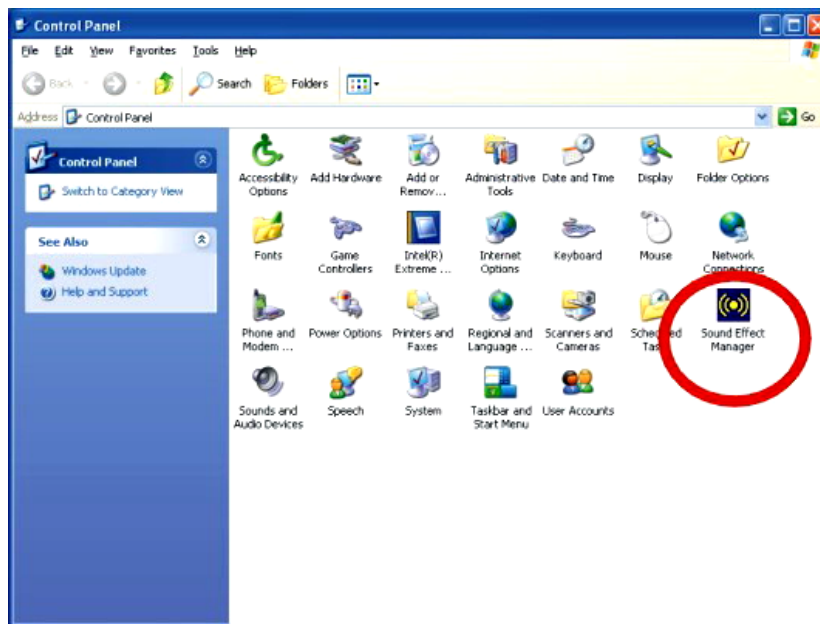 Control Panel
File Edit View Favorites Tools Help
Back Search Folders
Address Control Panel Go
Control Panel
Switch to Category View
See Also
Windows Update
Help and Support
Accessibility Options
Add Hardware
Add or Remov...
Administrative Tools
Date and Time
Display
Folder Options
Fonts
Game Controllers
Intel(R) Extreme ...
Internet Options
Keyboard
Mouse
Network Connections
Phone and Modem ...
Power Options
Printers and Faxes
Regional and Language ...
Scanners and Cameras
Scheduled
Sound Effect Manager
Sounds and Audio Devices
Speech
System
Taskbar and Start Menu
User Accounts